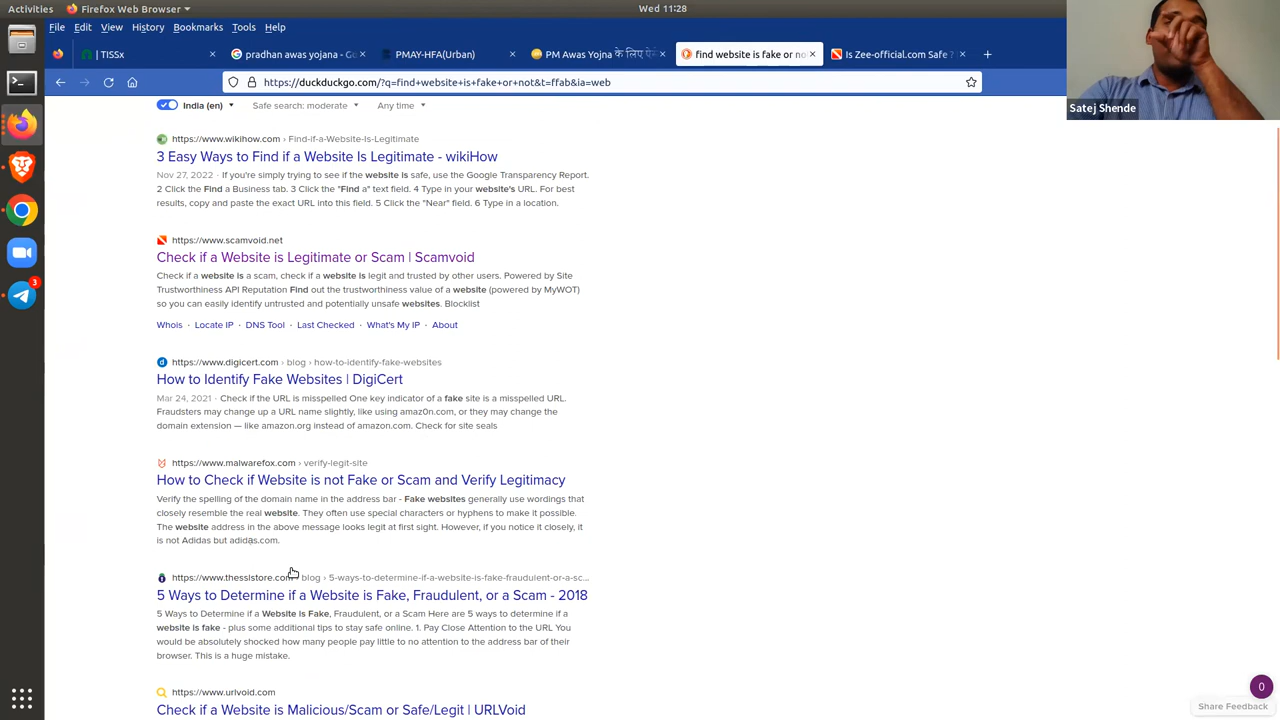 Activities Firefox Web Browser Wed 11:28
File Edit View History Bookmarks Tools Help
| TISSx
pradhan awas yojana - Go
PMAY-HFA(Urban)
PM Awas Yojna के लिए ऐसे
find website is fake or no
Is Zee-official.com Safe ?
https://duckduckgo.com/?q=find+website+is+fake+or+not&t=ffab&ia=web
Satej Shende
India (en) Safe search: moderate Any time
https://www.wikihow.com › Find-if-a-Website-Is-Legitimate
3 Easy Ways to Find if a Website Is Legitimate - wikiHow
Nov 27, 2022 · If you're simply trying to see if the website is safe, use the Google Transparency Report.
2 Click the Find a Business tab. 3 Click the "Find a" text field. 4 Type in your website's URL. For best
results, copy and paste the exact URL into this field. 5 Click the "Near" field. 6 Type in a location.
https://www.scamvoid.net
Check if a Website is Legitimate or Scam | Scamvoid
Check if a website is a scam, check if a website is legit and trusted by other users. Powered by Site
Trustworthiness API Reputation Find out the trustworthiness value of a website (powered by MyWOT)
so you can easily identify untrusted and potentially unsafe websites. Blocklist
Whois · Locate IP · DNS Tool · Last Checked · What's My IP · About
3
https://www.digicert.com › blog › how-to-identify-fake-websites
How to Identify Fake Websites | DigiCert
Mar 24, 2021 · Check if the URL is misspelled One key indicator of a fake site is a misspelled URL.
Fraudsters may change up a URL name slightly, like using amaz0n.com, or they may change the
domain extension — like amazon.org instead of amazon.com. Check for site seals
https://www.malwarefox.com › verify-legit-site
How to Check if Website is not Fake or Scam and Verify Legitimacy
Verify the spelling of the domain name in the address bar - Fake websites generally use wordings that
closely resemble the real website. They often use special characters or hyphens to make it possible.
The website address in the above message looks legit at first sight. However, if you notice it closely, it
is not Adidas but adidạs.com.
https://www.thesslstore.com › blog › 5-ways-to-determine-if-a-website-is-fake-fraudulent-or-a-sc...
5 Ways to Determine if a Website is Fake, Fraudulent, or a Scam - 2018
5 Ways to Determine if a Website is Fake, Fraudulent, or a Scam Here are 5 ways to determine if a
website is fake - plus some additional tips to stay safe online. 1. Pay Close Attention to the URL You
would be absolutely shocked how many people pay little to no attention to the address bar of their
browser. This is a huge mistake.
https://www.urlvoid.com
Check if a Website is Malicious/Scam or Safe/Legit | URLVoid
0
Share Feedback